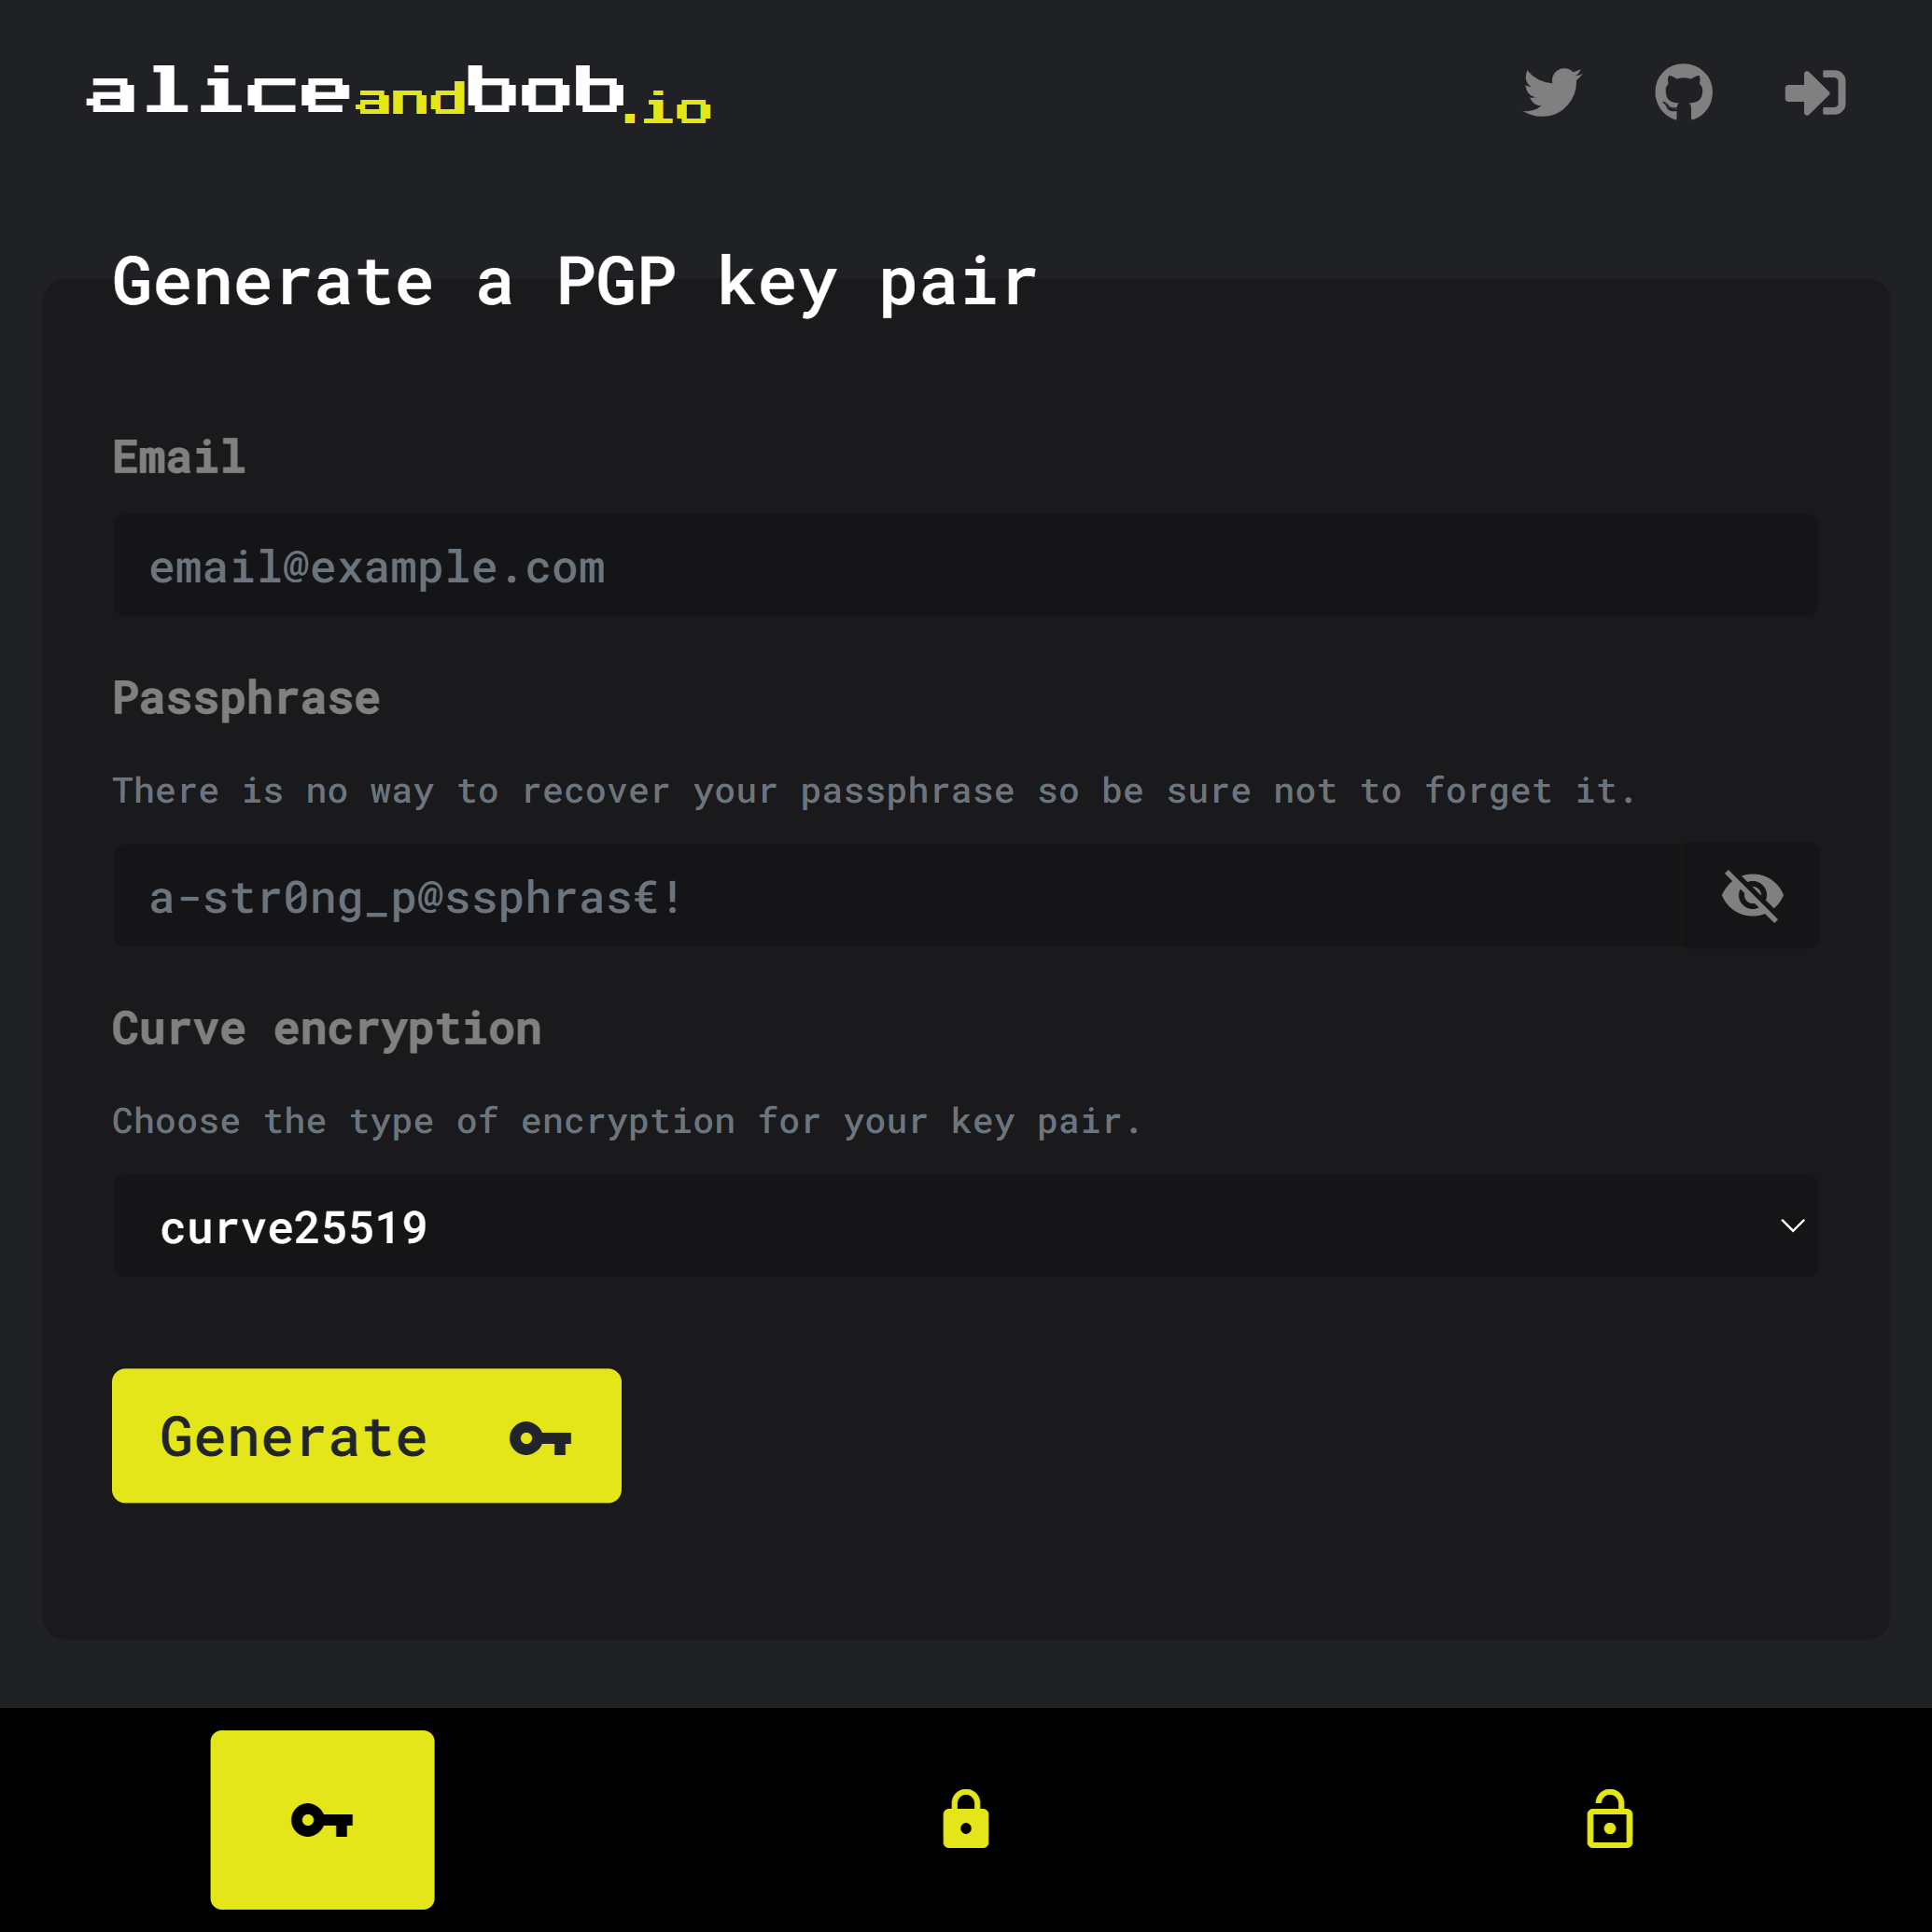 aliceandbob.io
Generate a PGP key pair
Email
email@example.com
Passphrase
There is no way to recover your passphrase so be sure not to forget it.
a-str0ng_p@ssphras€!
Curve encryption
Choose the type of encryption for your key pair.
curve25519
Generate